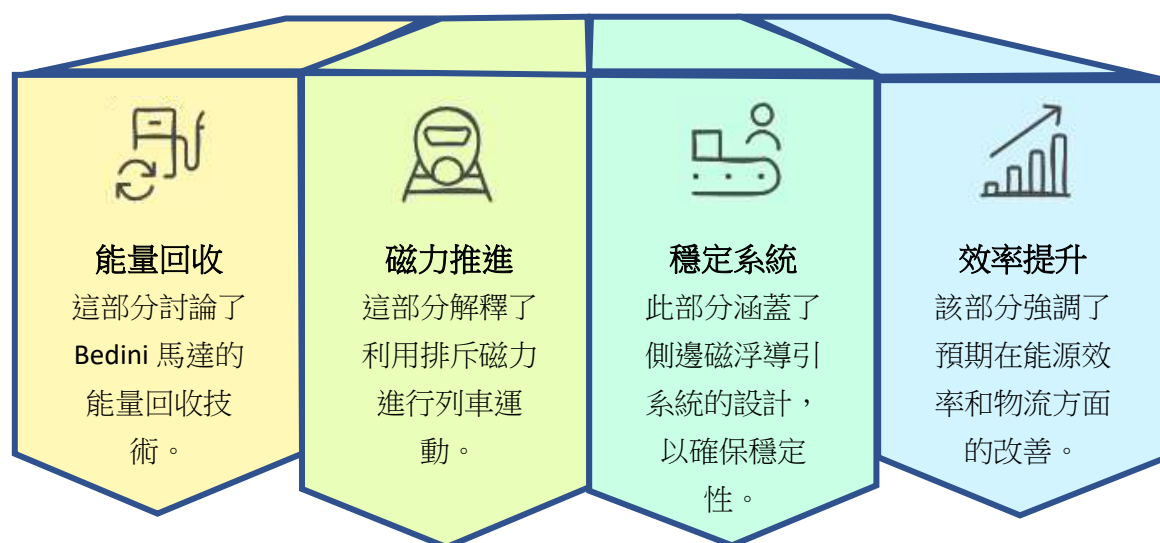 能量回收
這部分討論了
Bedini 馬達的
能量回收技
術。
磁力推進
這部分解釋了
利用排斥磁力
進行列車運
動。
穩定系統
此部分涵蓋了
側邊磁浮導引
系統的設計，
以確保穩定
性。
效率提升
該部分強調了
預期在能源效
率和物流方面
的改善。